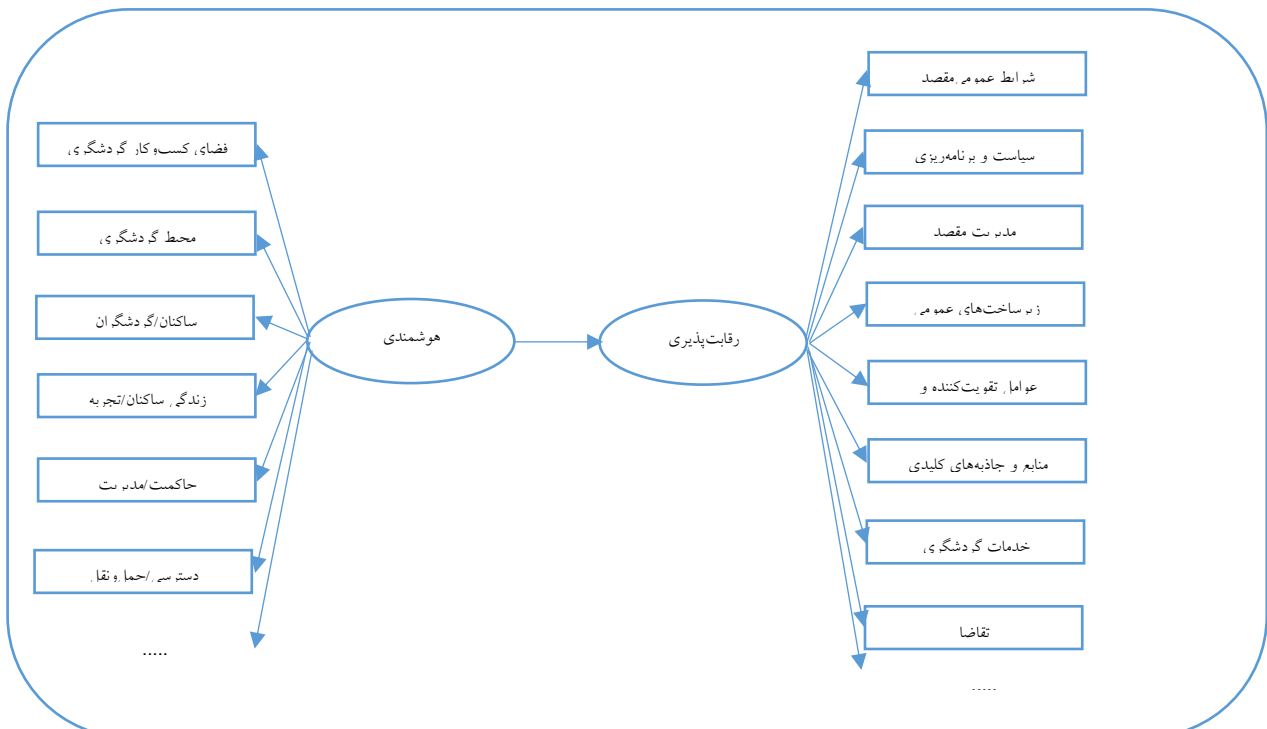 شرایط عمومی مقصد
سیاست و برنامه‌ریزی
مدیریت مقصد
زیرساخت‌های عمومی
عوامل تقویت‌کننده و
منابع و جاذبه‌های کلیدی
خدمات گردشگری
تقاضا
.....
رقابت‌پذیری
هوشمندی
فضای کسب‌وکار گردشگری
محیط گردشگری
ساکنان/گردشگران
زندگی ساکنان/تجربه
حاکمیت/مدیریت
دسترسی/حمل‌ونقل
.....